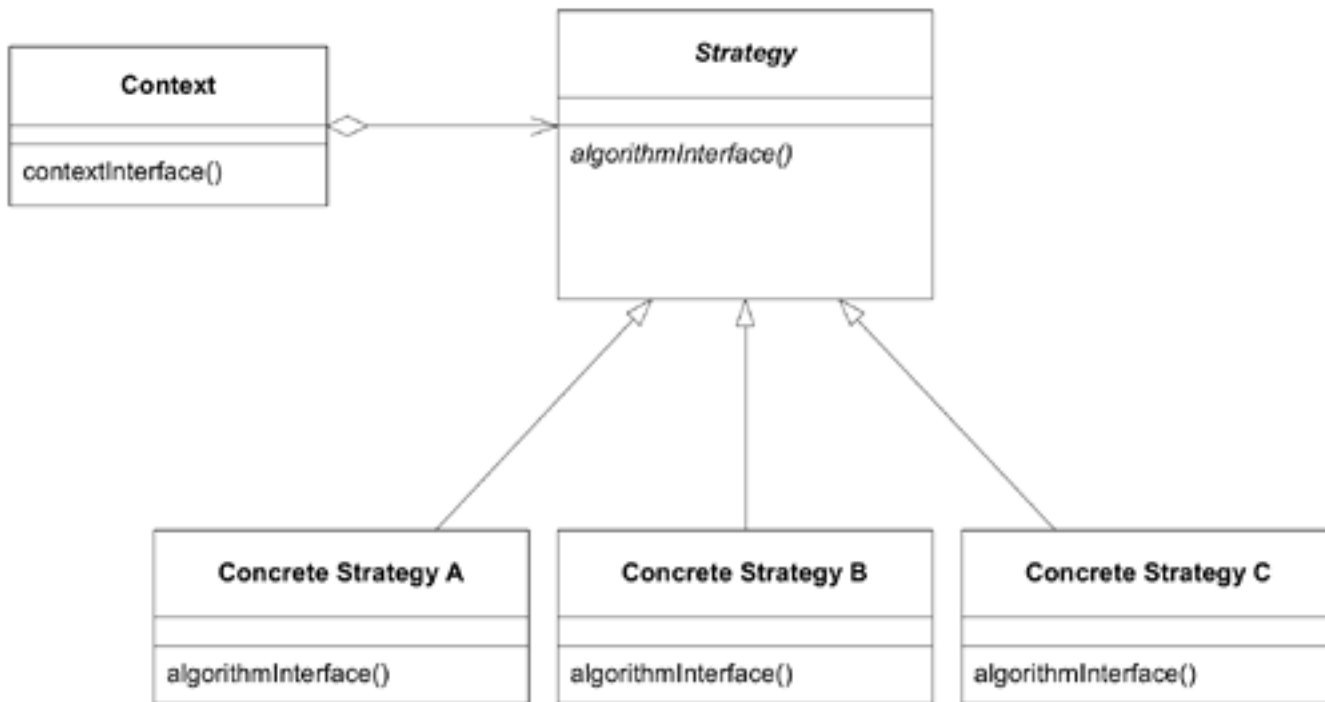 Strategy
Context
algorithmInterface()
contextInterface()
Concrete Strategy A
Concrete Strategy B
Concrete Strategy C
algorithmInterface()
algorithmInterface()
algorithmInterface()